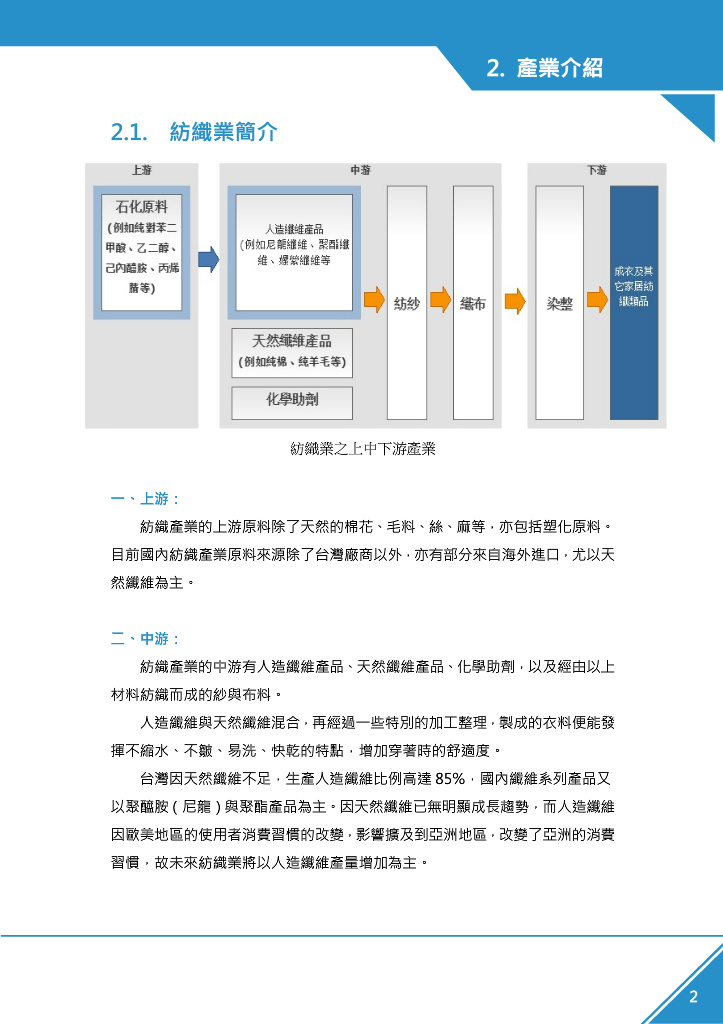 2. 產業介紹
2.1. 紡織業簡介
上游
中游
下游
石化原料
(例如純對苯二
甲酸、乙二醇、
己內醯胺、丙烯
腈等)
人造纖維產品
(例如尼龍纖維、聚酯纖
維、嫘縈纖維等
天然纖維產品
(例如純棉、純羊毛等)
化學助劑
紡紗
織布
染整
成衣及其
它家居紡
織類品
紡織業之上中下游產業
一、上游：
紡織產業的上游原料除了天然的棉花、毛料、絲、麻等，亦包括塑化原料。
目前國內紡織產業原料來源除了台灣廠商以外，亦有部分來自海外進口，尤以天
然纖維為主。
二、中游：
紡織產業的中游有人造纖維產品、天然纖維產品、化學助劑，以及經由以上
材料紡織而成的紗與布料。
人造纖維與天然纖維混合，再經過一些特別的加工整理，製成的衣料便能發
揮不縮水、不皺、易洗、快乾的特點，增加穿著時的舒適度。
台灣因天然纖維不足，生產人造纖維比例高達 85%，國內纖維系列產品又
以聚醯胺（尼龍）與聚酯產品為主。因天然纖維已無明顯成長趨勢，而人造纖維
因歐美地區的使用者消費習慣的改變，影響擴及到亞洲地區，改變了亞洲的消費
習慣，故未來紡織業將以人造纖維產量增加為主。
2